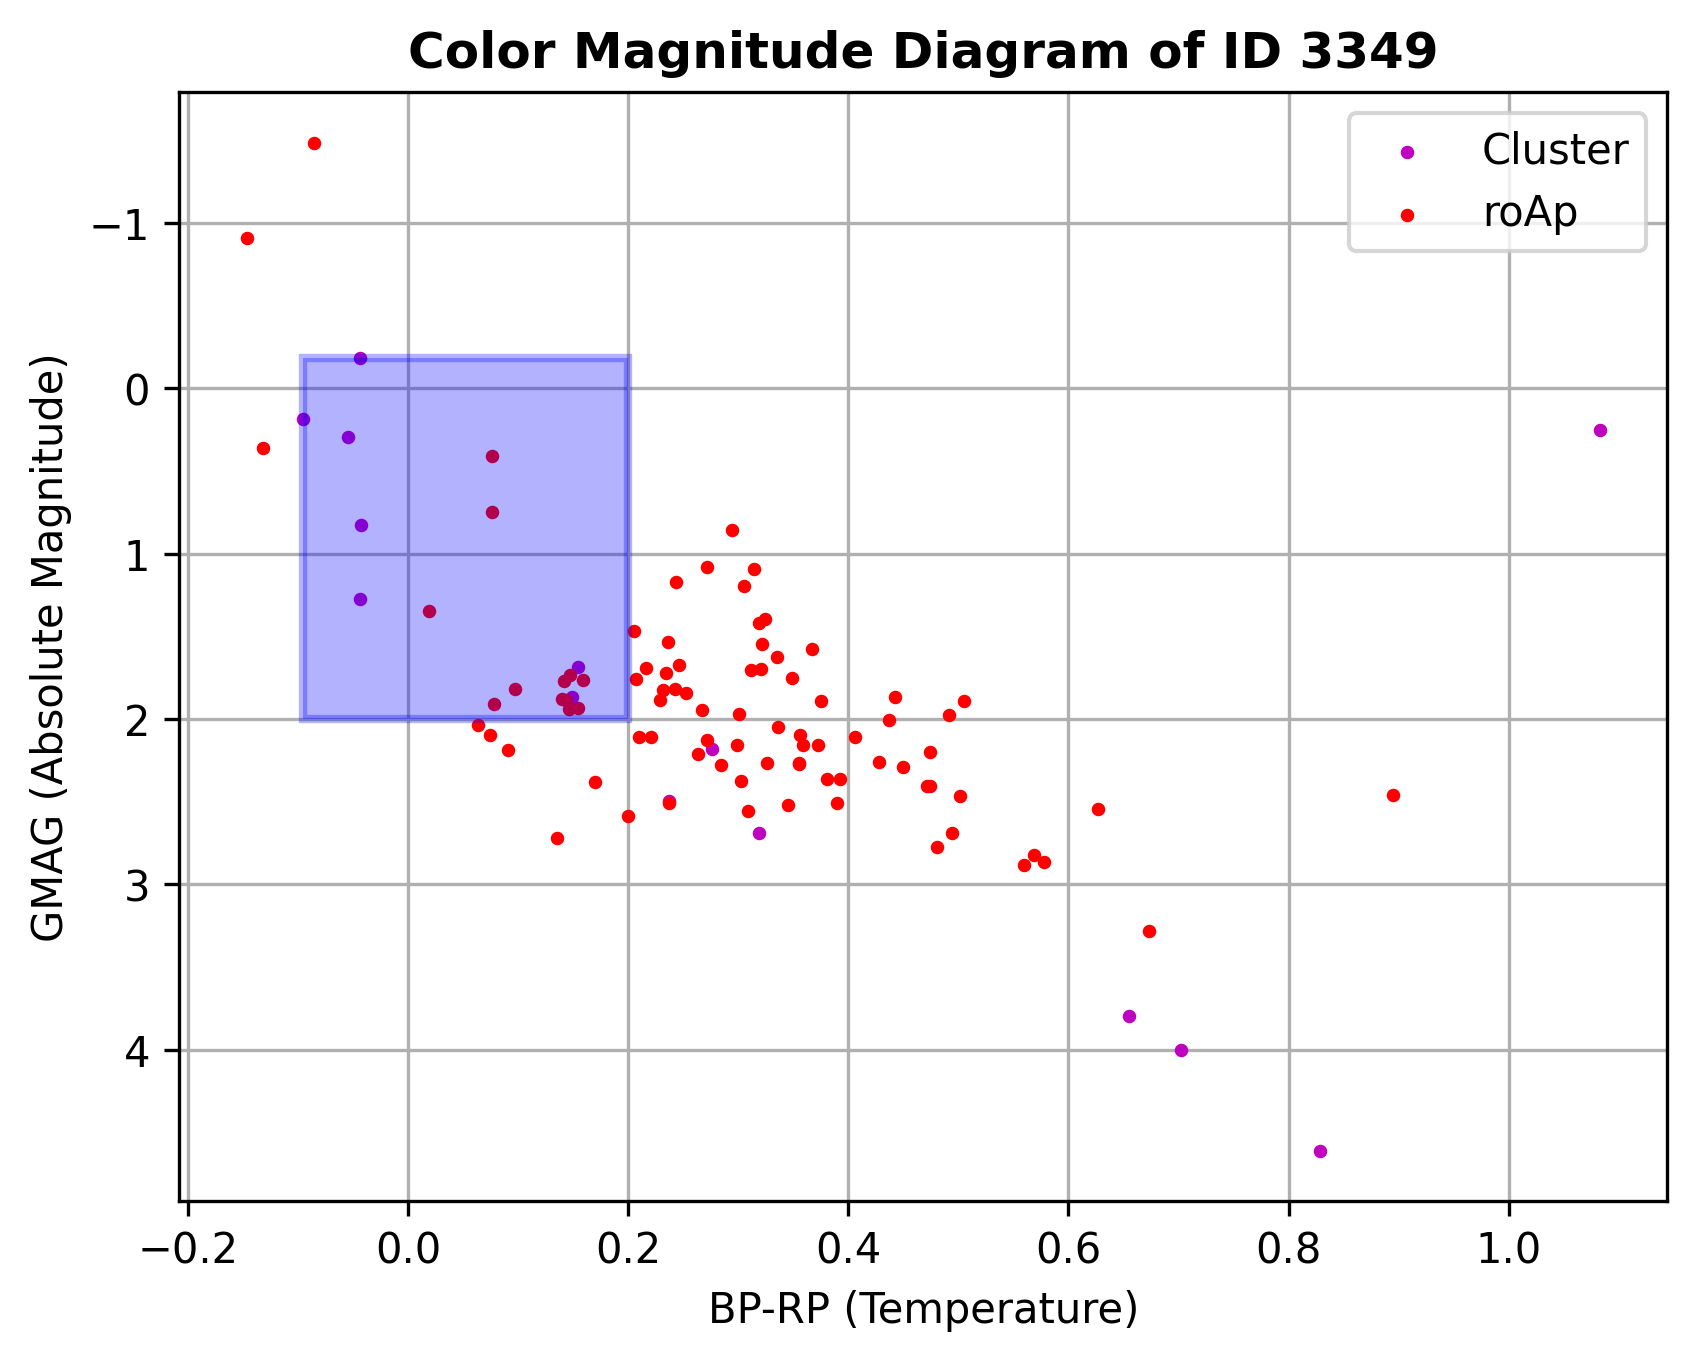 Color Magnitude Diagram of ID 3349
Cluster
roAp
−1
0
1
2
3
4
GMAG (Absolute Magnitude)
−0.2 0.0 0.2 0.4 0.6 0.8 1.0
BP-RP (Temperature)